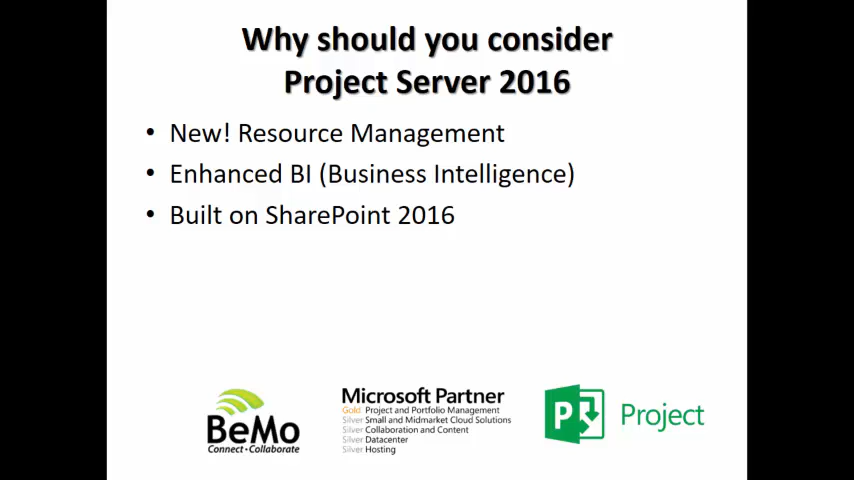 Why should you consider
Project Server 2016
• New! Resource Management
• Enhanced BI (Business Intelligence)
• Built on SharePoint 2016
BeMo
Connect•Collaborate
Microsoft Partner
Gold Project and Portfolio Management
Silver Small and Midmarket Cloud Solutions
Silver Collaboration and Content
Silver Datacenter
Silver Hosting
P
Project